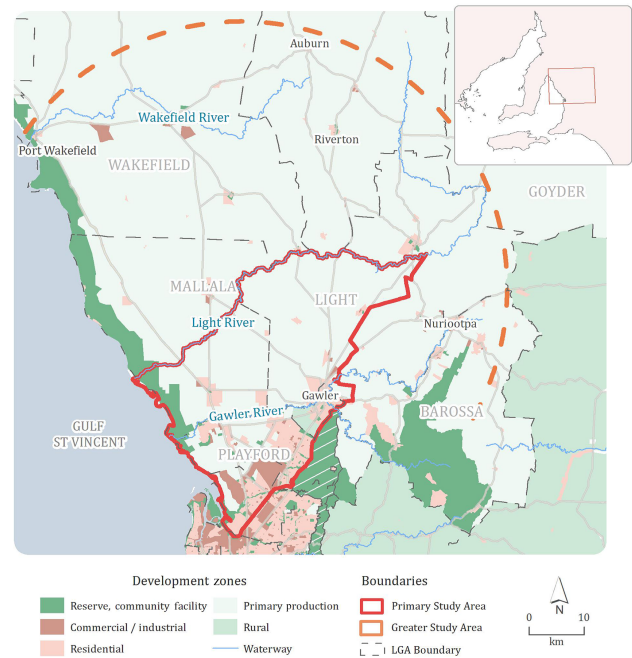 Auburn
Wakefield River
Port Wakefield
Riverton
WAKEFIELD
GOYDER
MALLALA
LIGHT
Light River
Nuriootpa
Gawler
Gawler River
BAROSSA
GULF
ST VINCENT
PLAYFORD
Development zones
Reserve, community facility
Commercial / industrial
Residential
Primary production
Rural
Waterway
Boundaries
Primary Study Area
Greater Study Area
LGA Boundary
N
0 10
km